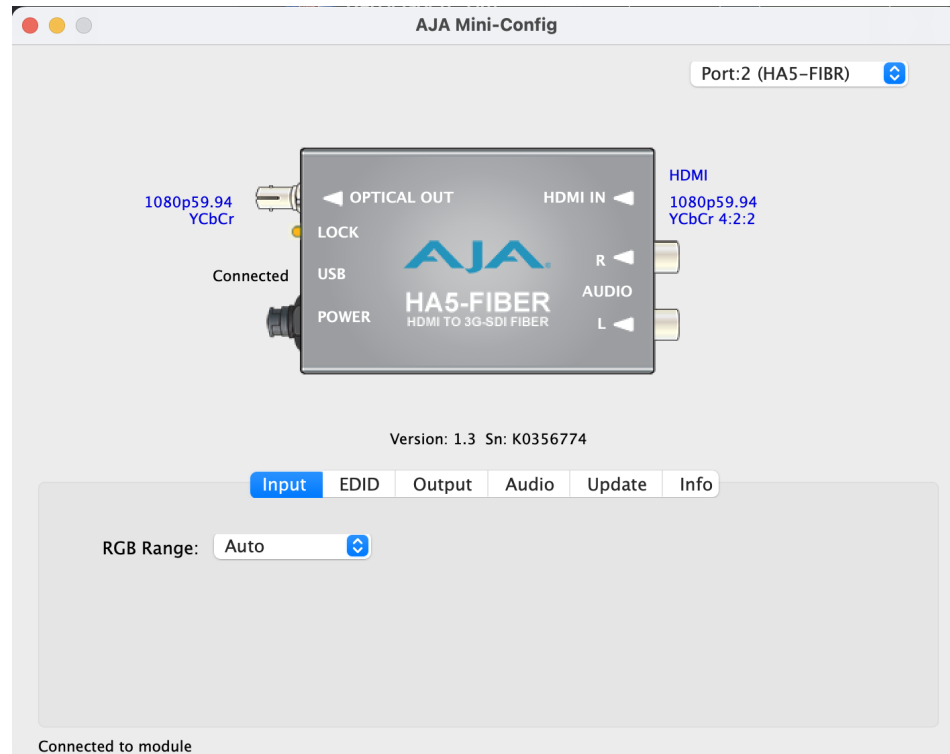 AJA Mini-Config
Port:2 (HA5-FIBR)
HDMI
1080p59.94
YCbCr
OPTICAL OUT
HDMI IN
1080p59.94
YCbCr 4:2:2
LOCK
Connected
USB
AJA
R
AUDIO
L
POWER
HA5-FIBER
HDMI TO 3G-SDI FIBER
Version: 1.3 Sn: K0356774
Input
EDID
Output
Audio
Update
Info
RGB Range:
Auto
Connected to module